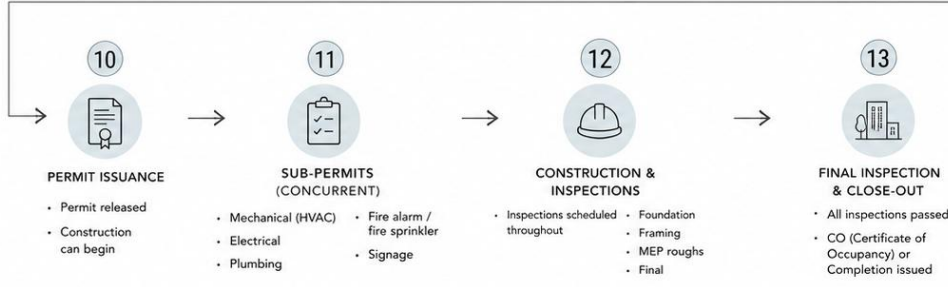 10
PERMIT ISSUANCE
• Permit released
• Construction
can begin
11
SUB-PERMITS
(CONCURRENT)
• Mechanical (HVAC)
• Electrical
• Plumbing
• Fire alarm /
fire sprinkler
• Signage
12
CONSTRUCTION &
INSPECTIONS
• Inspections scheduled
throughout
• Foundation
• Framing
• MEP roughs
• Final
13
FINAL INSPECTION
& CLOSE-OUT
• All inspections passed
• CO (Certificate of
Occupancy) or
Completion issued